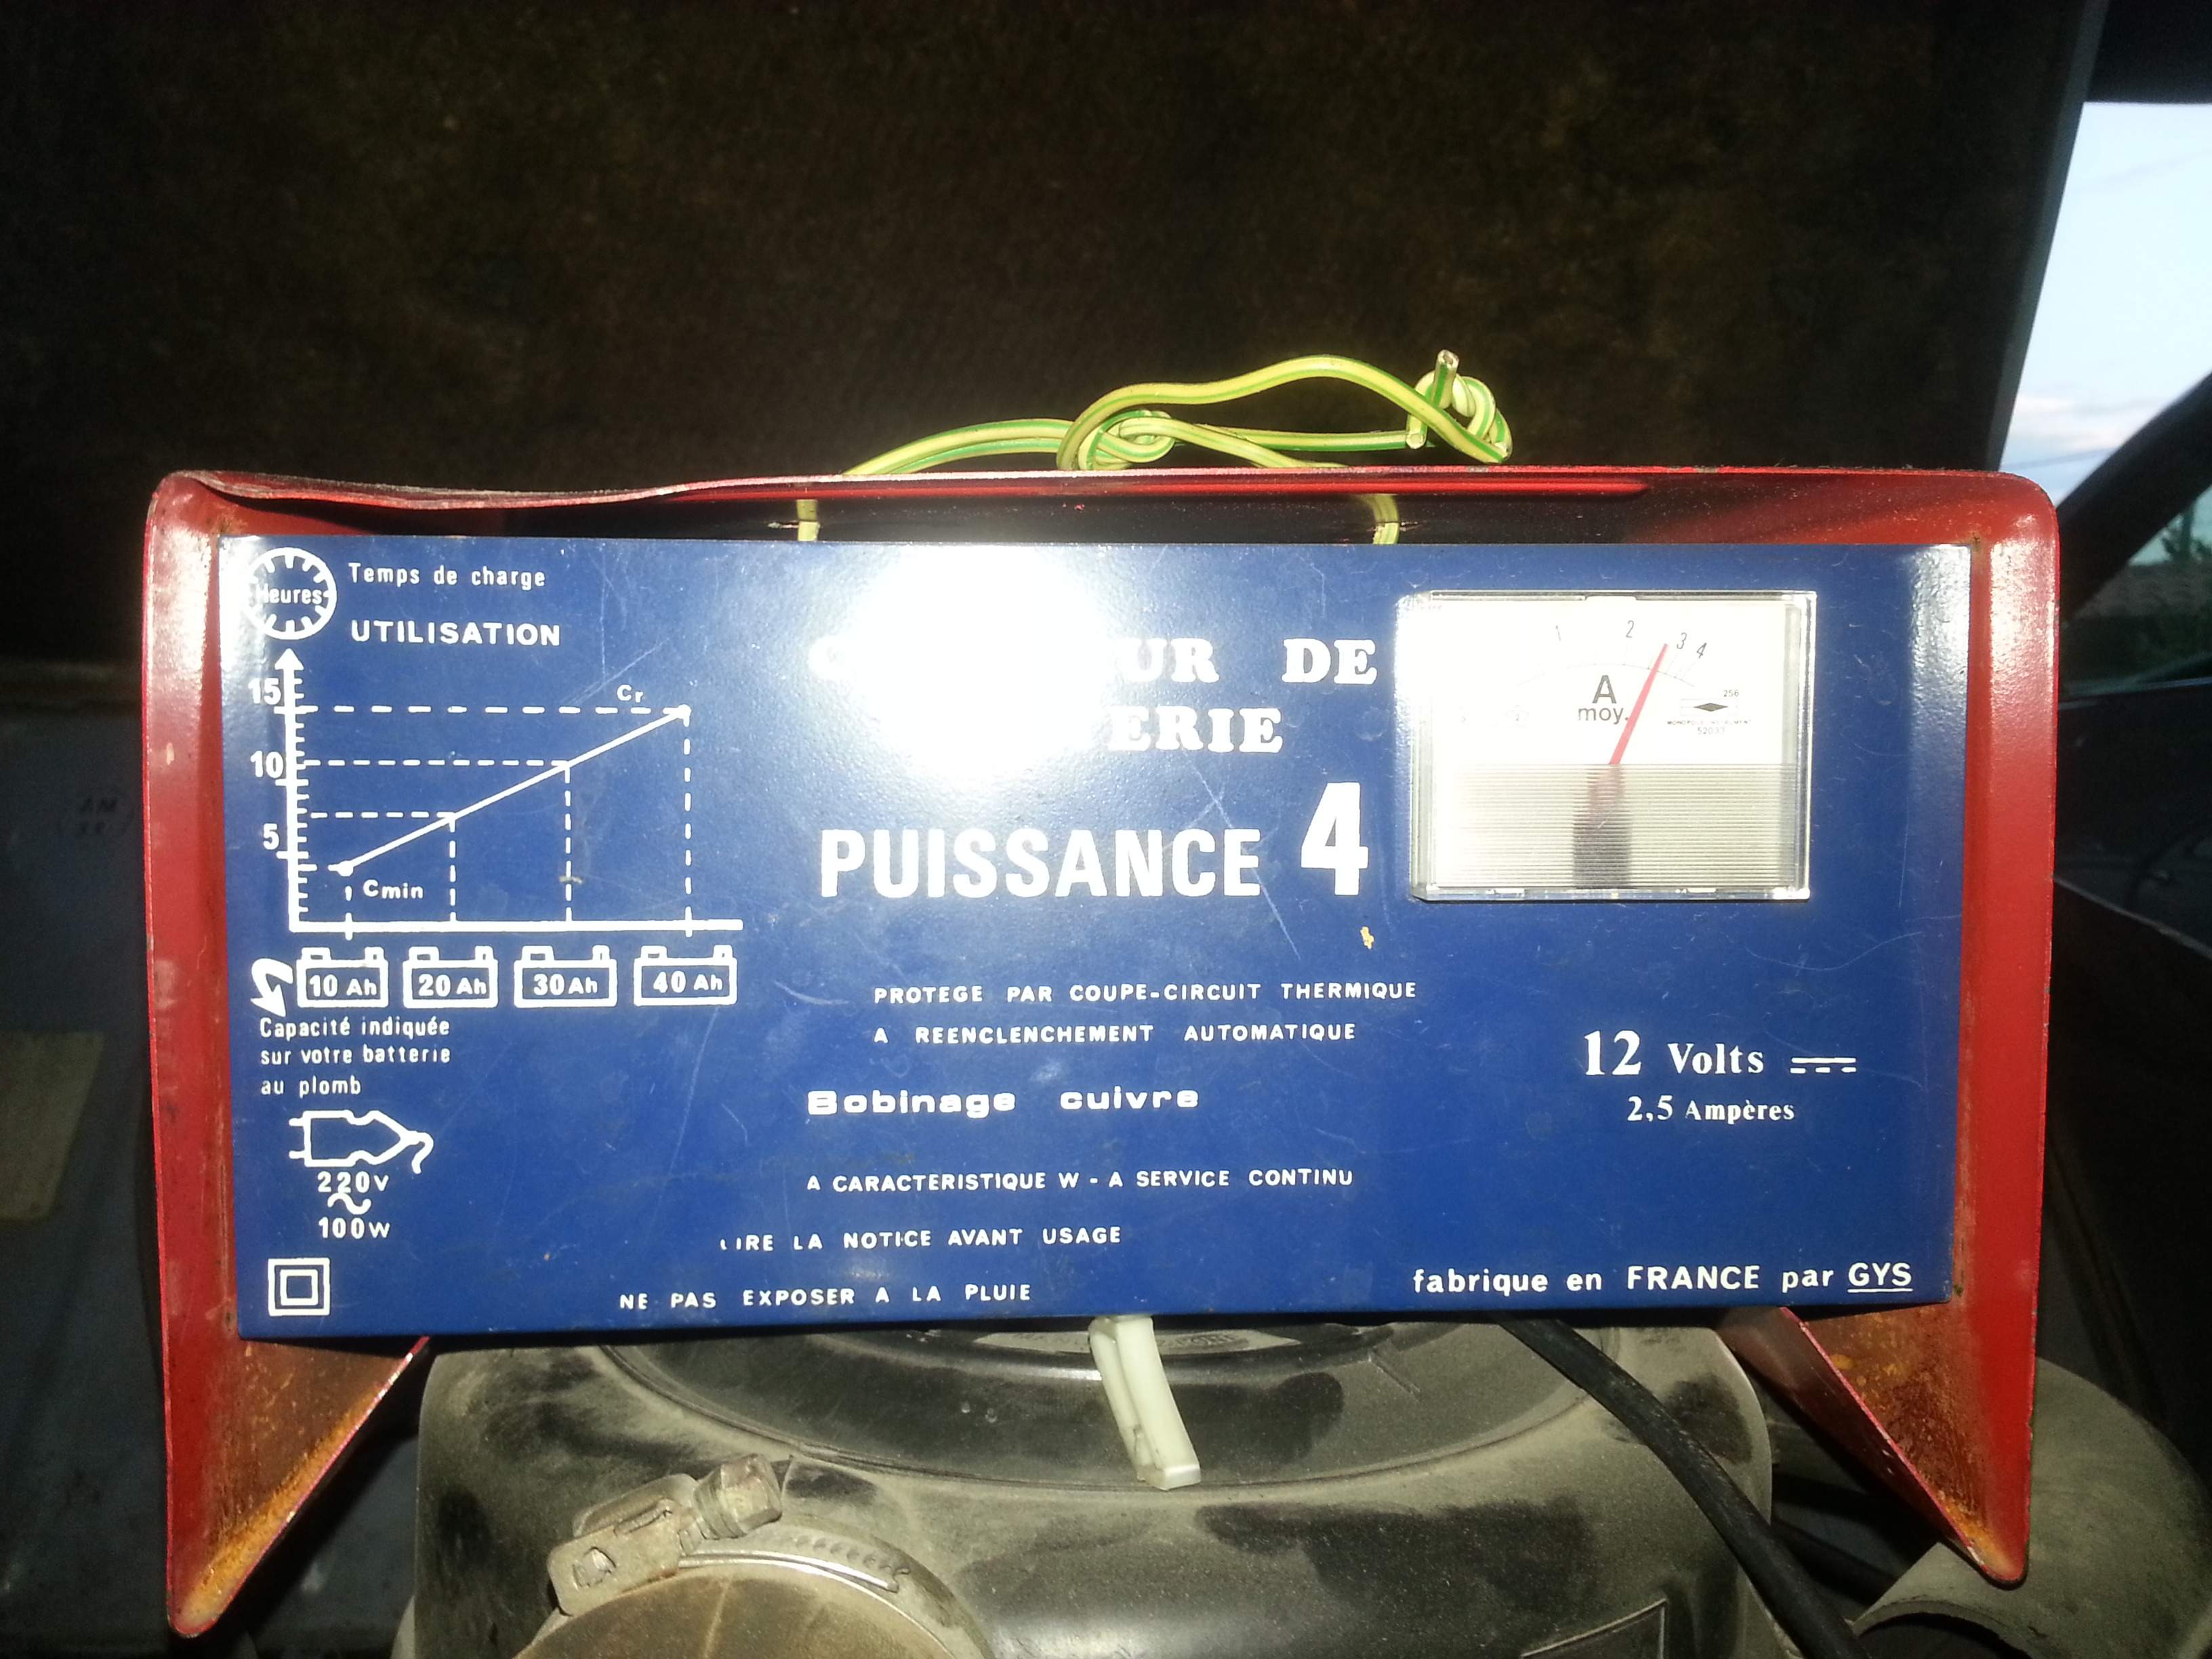 Heures
Temps de charge
UTILISATION
15
10
5
Cr
Cmin
10 Ah
20 Ah
30 Ah
40 Ah
Capacité indiquée
sur votre batterie
au plomb
220V
100W
DE
PUISSANCE 4
PROTEGE PAR COUPE-CIRCUIT THERMIQUE
A REENCLENCHEMENT AUTOMATIQUE
Bobinage cuivre
A CARACTERISTIQUE W - A SERVICE CONTINU
LIRE LA NOTICE AVANT USAGE
NE PAS EXPOSER A LA PLUIE
1 2 3 4
A
moy.
256
12 Volts
2,5 Ampères
fabrique en FRANCE par GYS